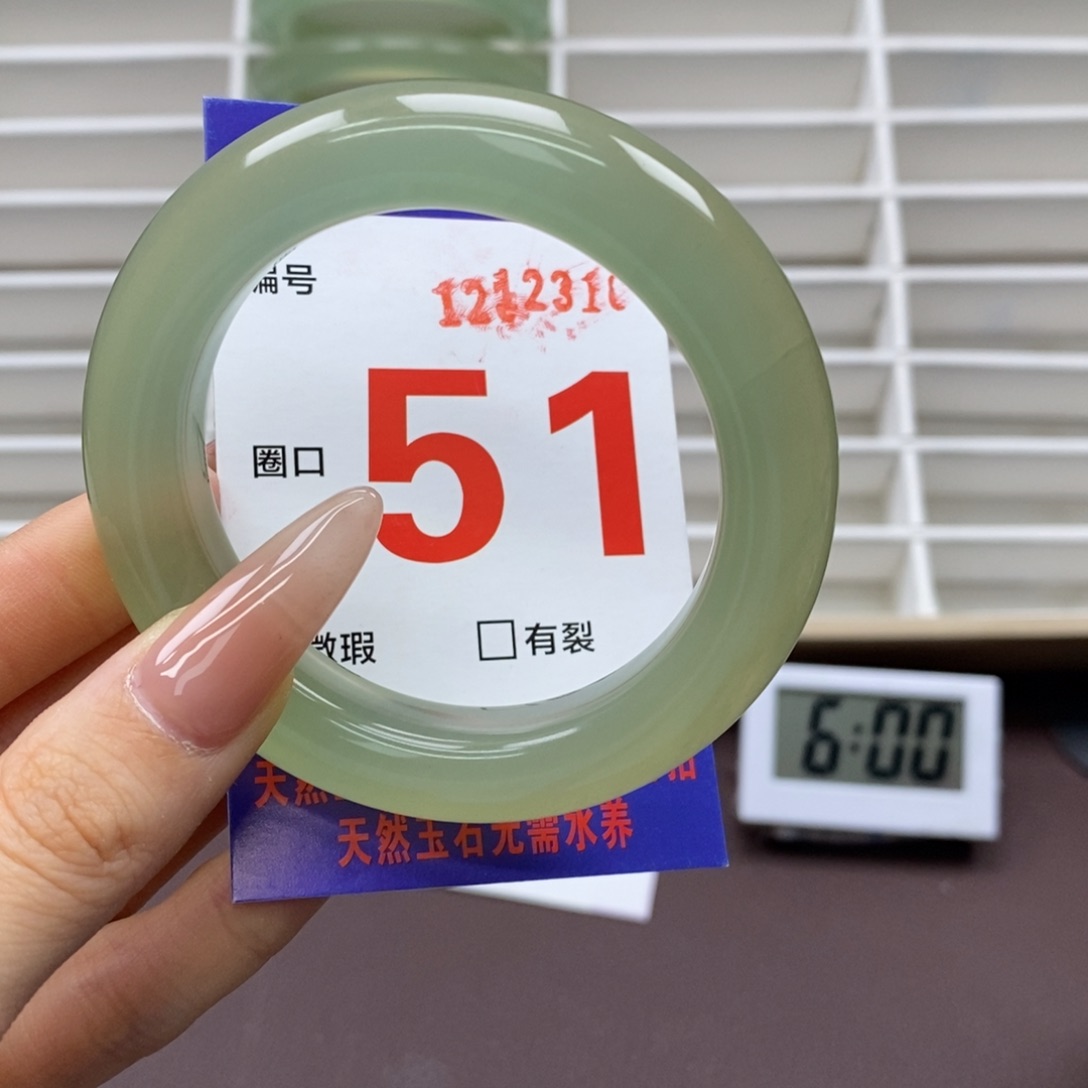 编号
51
圈口
微瑕 □有裂
天然
天然玉石无需水养
6:00